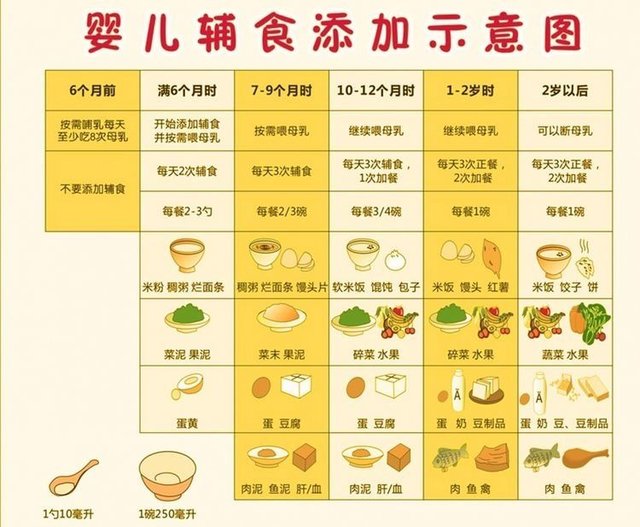 婴儿辅食添加示意图
6个月前 满6个月时 7-9个月时 10-12个月时 1-2岁时 2岁以后
按需哺乳每天
至少吃8次母乳
开始添加辅食
并按需喂母乳
按需喂母乳
继续喂母乳
继续喂母乳
可以断母乳
不要添加辅食
每天2次辅食
每天3次辅食
每天3次辅食，
1次加餐
每天3次正餐，
2次加餐
每天3次正餐，
2次加餐
每餐2-3勺
每餐2/3碗
每餐3/4碗
每餐1碗
每餐1碗
米粉 稠粥 烂面条
稠粥 烂面条 馒头片
软米饭 馄饨 包子
米饭 馒头 红薯
米饭 饺子 饼
菜泥 果泥
菜末 果泥
碎菜 水果
碎菜 水果
蔬菜 水果
蛋黄
蛋 豆腐
蛋 豆腐
蛋 奶 豆制品
蛋 奶 豆、豆制品
肉泥 鱼泥 肝/血
肉泥 鱼泥 肝/血
肉 鱼 禽
肉 鱼 禽
1勺10毫升
1碗250毫升